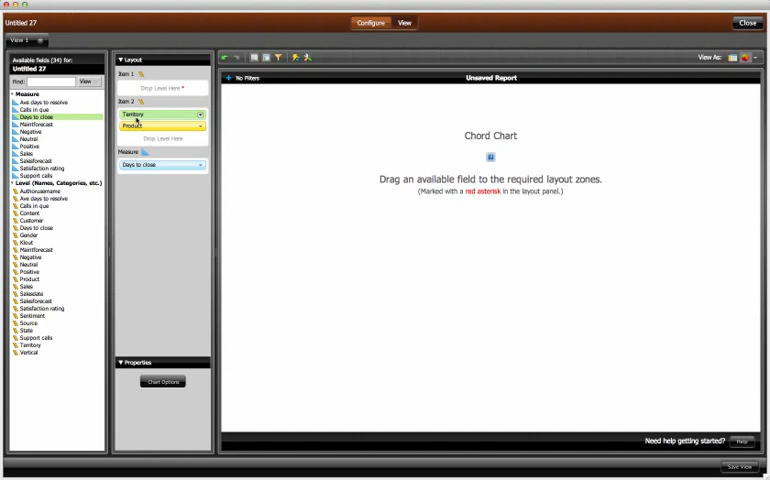 Untitled 27
Configure
View
Close
View 1
Available fields (34) for:
Untitled 27
Find:
View
Measure
Ave days to resolve
Calls in que
Days to close
Maintforecast
Negative
Neutral
Positive
Sales
Salesforecast
Satisfaction rating
Support calls
Level (Names, Categories, etc.)
Authorusername
Ave days to resolve
Calls in que
Content
Customer
Days to close
Gender
Klout
Maintforecast
Negative
Neutral
Positive
Product
Sales
Salesdate
Salesforecast
Satisfaction rating
Sentiment
Source
State
Support calls
Territory
Vertical
Layout
Item 1
Drop Level Here *
Item 2
Territory
Product
Drop Level Here
Measure
Days to close
Properties
Chart Options
View As:
No Filters
Unsaved Report
Chord Chart
Drag an available field to the required layout zones.
(Marked with a red asterisk in the layout panel.)
Need help getting started?
Help
Save View